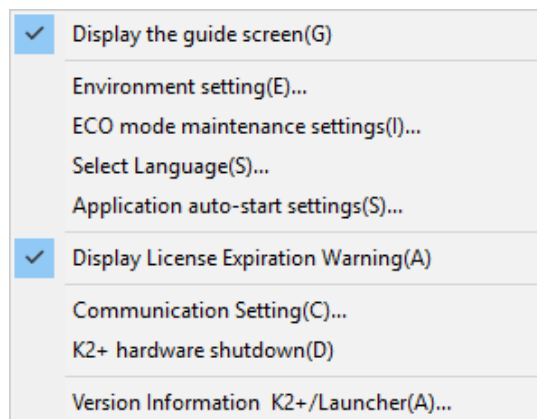 Display the guide screen(G)
Environment setting(E)...
ECO mode maintenance settings(I)...
Select Language(S)...
Application auto-start settings(S)...
Display License Expiration Warning(A)
Communication Setting(C)...
K2+ hardware shutdown(D)
Version Information  K2+/Launcher(A)...